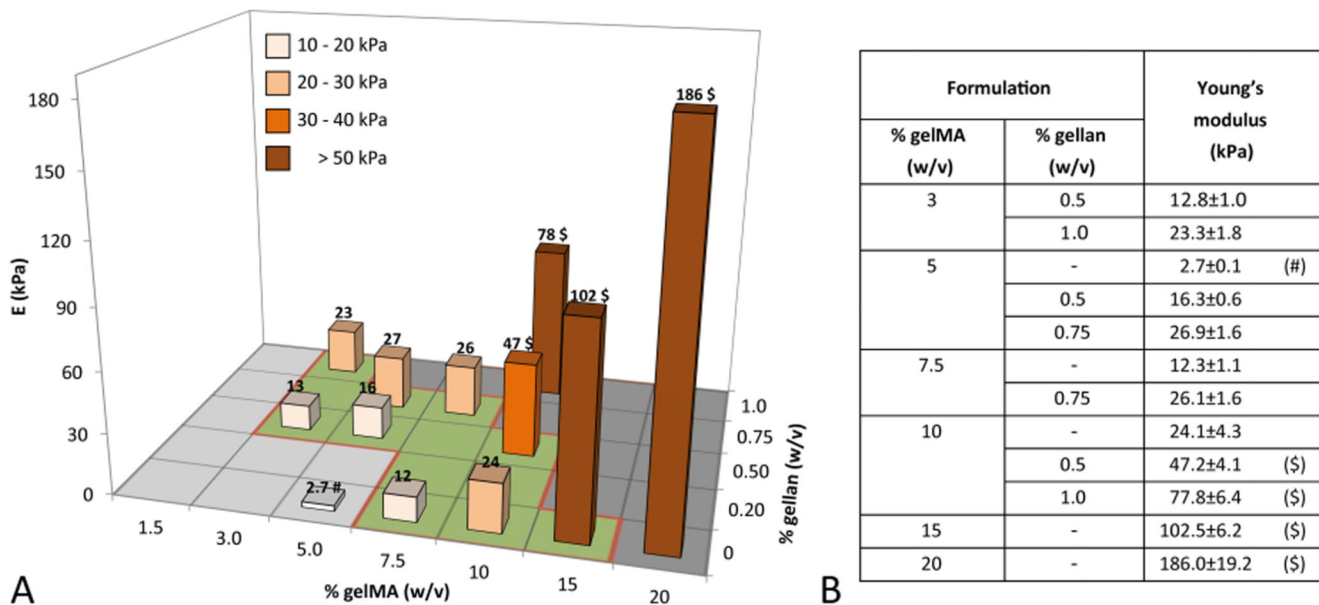 10 - 20 kPa
20 - 30 kPa
30 - 40 kPa
> 50 kPa
E (kPa)
180
150
120
90
60
30
0
186 $
78 $
102 $
23
27
26
47 $
13
16
2.7 #
12
24
1.5
3.0
5.0
7.5
10
15
20
% gelMA (w/v)
1.0
0.75
0.50
0.20
0
% gellan (w/v)
A
Formulation
Young’s
modulus
(kPa)
% gelMA
(w/v)
% gellan
(w/v)
3 0.5 12.8±1.0
1.0 23.3±1.8
5 - 2.7±0.1 (#)
0.5 16.3±0.6
0.75 26.9±1.6
7.5 - 12.3±1.1
0.75 26.1±1.6
10 - 24.1±4.3
0.5 47.2±4.1 ($)
1.0 77.8±6.4 ($)
15 - 102.5±6.2 ($)
20 - 186.0±19.2 ($)
B